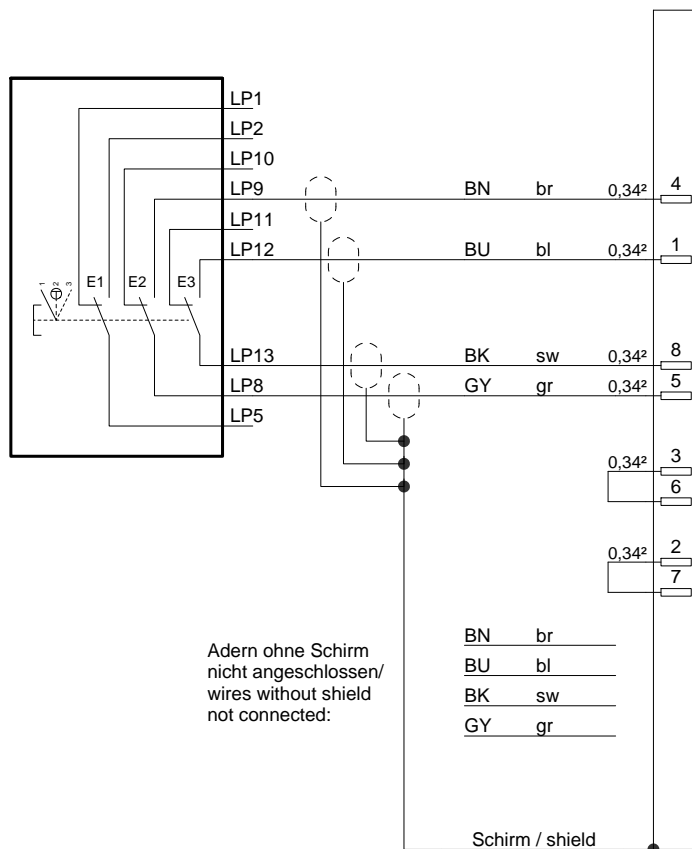 LP1
LP2
LP10
LP9 BN br 0,34² 4
LP11
LP12 BU bl 0,34² 1
1 2 3 E1 E2 E3
LP13 BK sw 0,34² 8
LP8 GY gr 0,34² 5
LP5
0,34² 3
6
0,34² 2
7
Adern ohne Schirm
nicht angeschlossen/
wires without shield
not connected:
BN br
BU bl
BK sw
GY gr
Schirm / shield